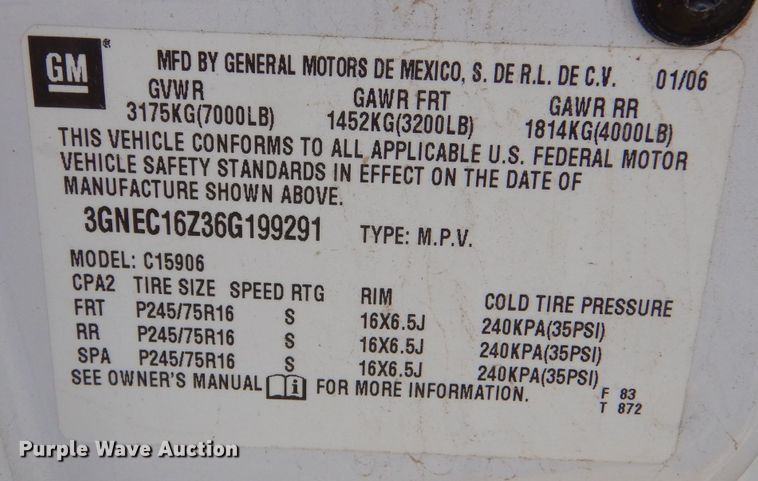 GM ®
MFD BY GENERAL MOTORS DE MEXICO, S. DE R.L. DE C.V. 01/06
GVWR GAWR FRT GAWR RR
3175KG(7000LB) 1452KG(3200LB) 1814KG(4000LB)
THIS VEHICLE CONFORMS TO ALL APPLICABLE U.S. FEDERAL MOTOR
VEHICLE SAFETY STANDARDS IN EFFECT ON THE DATE OF
MANUFACTURE SHOWN ABOVE.
3GNEC16Z36G199291 TYPE: M.P.V.
MODEL: C15906
CPA2 TIRE SIZE SPEED RTG RIM COLD TIRE PRESSURE
FRT P245/75R16 S 16X6.5J 240KPA(35PSI)
RR P245/75R16 S 16X6.5J 240KPA(35PSI)
SPA P245/75R16 S 16X6.5J 240KPA(35PSI)
SEE OWNER'S MANUAL i FOR MORE INFORMATION. F 83
T 872
Purple Wave Auction